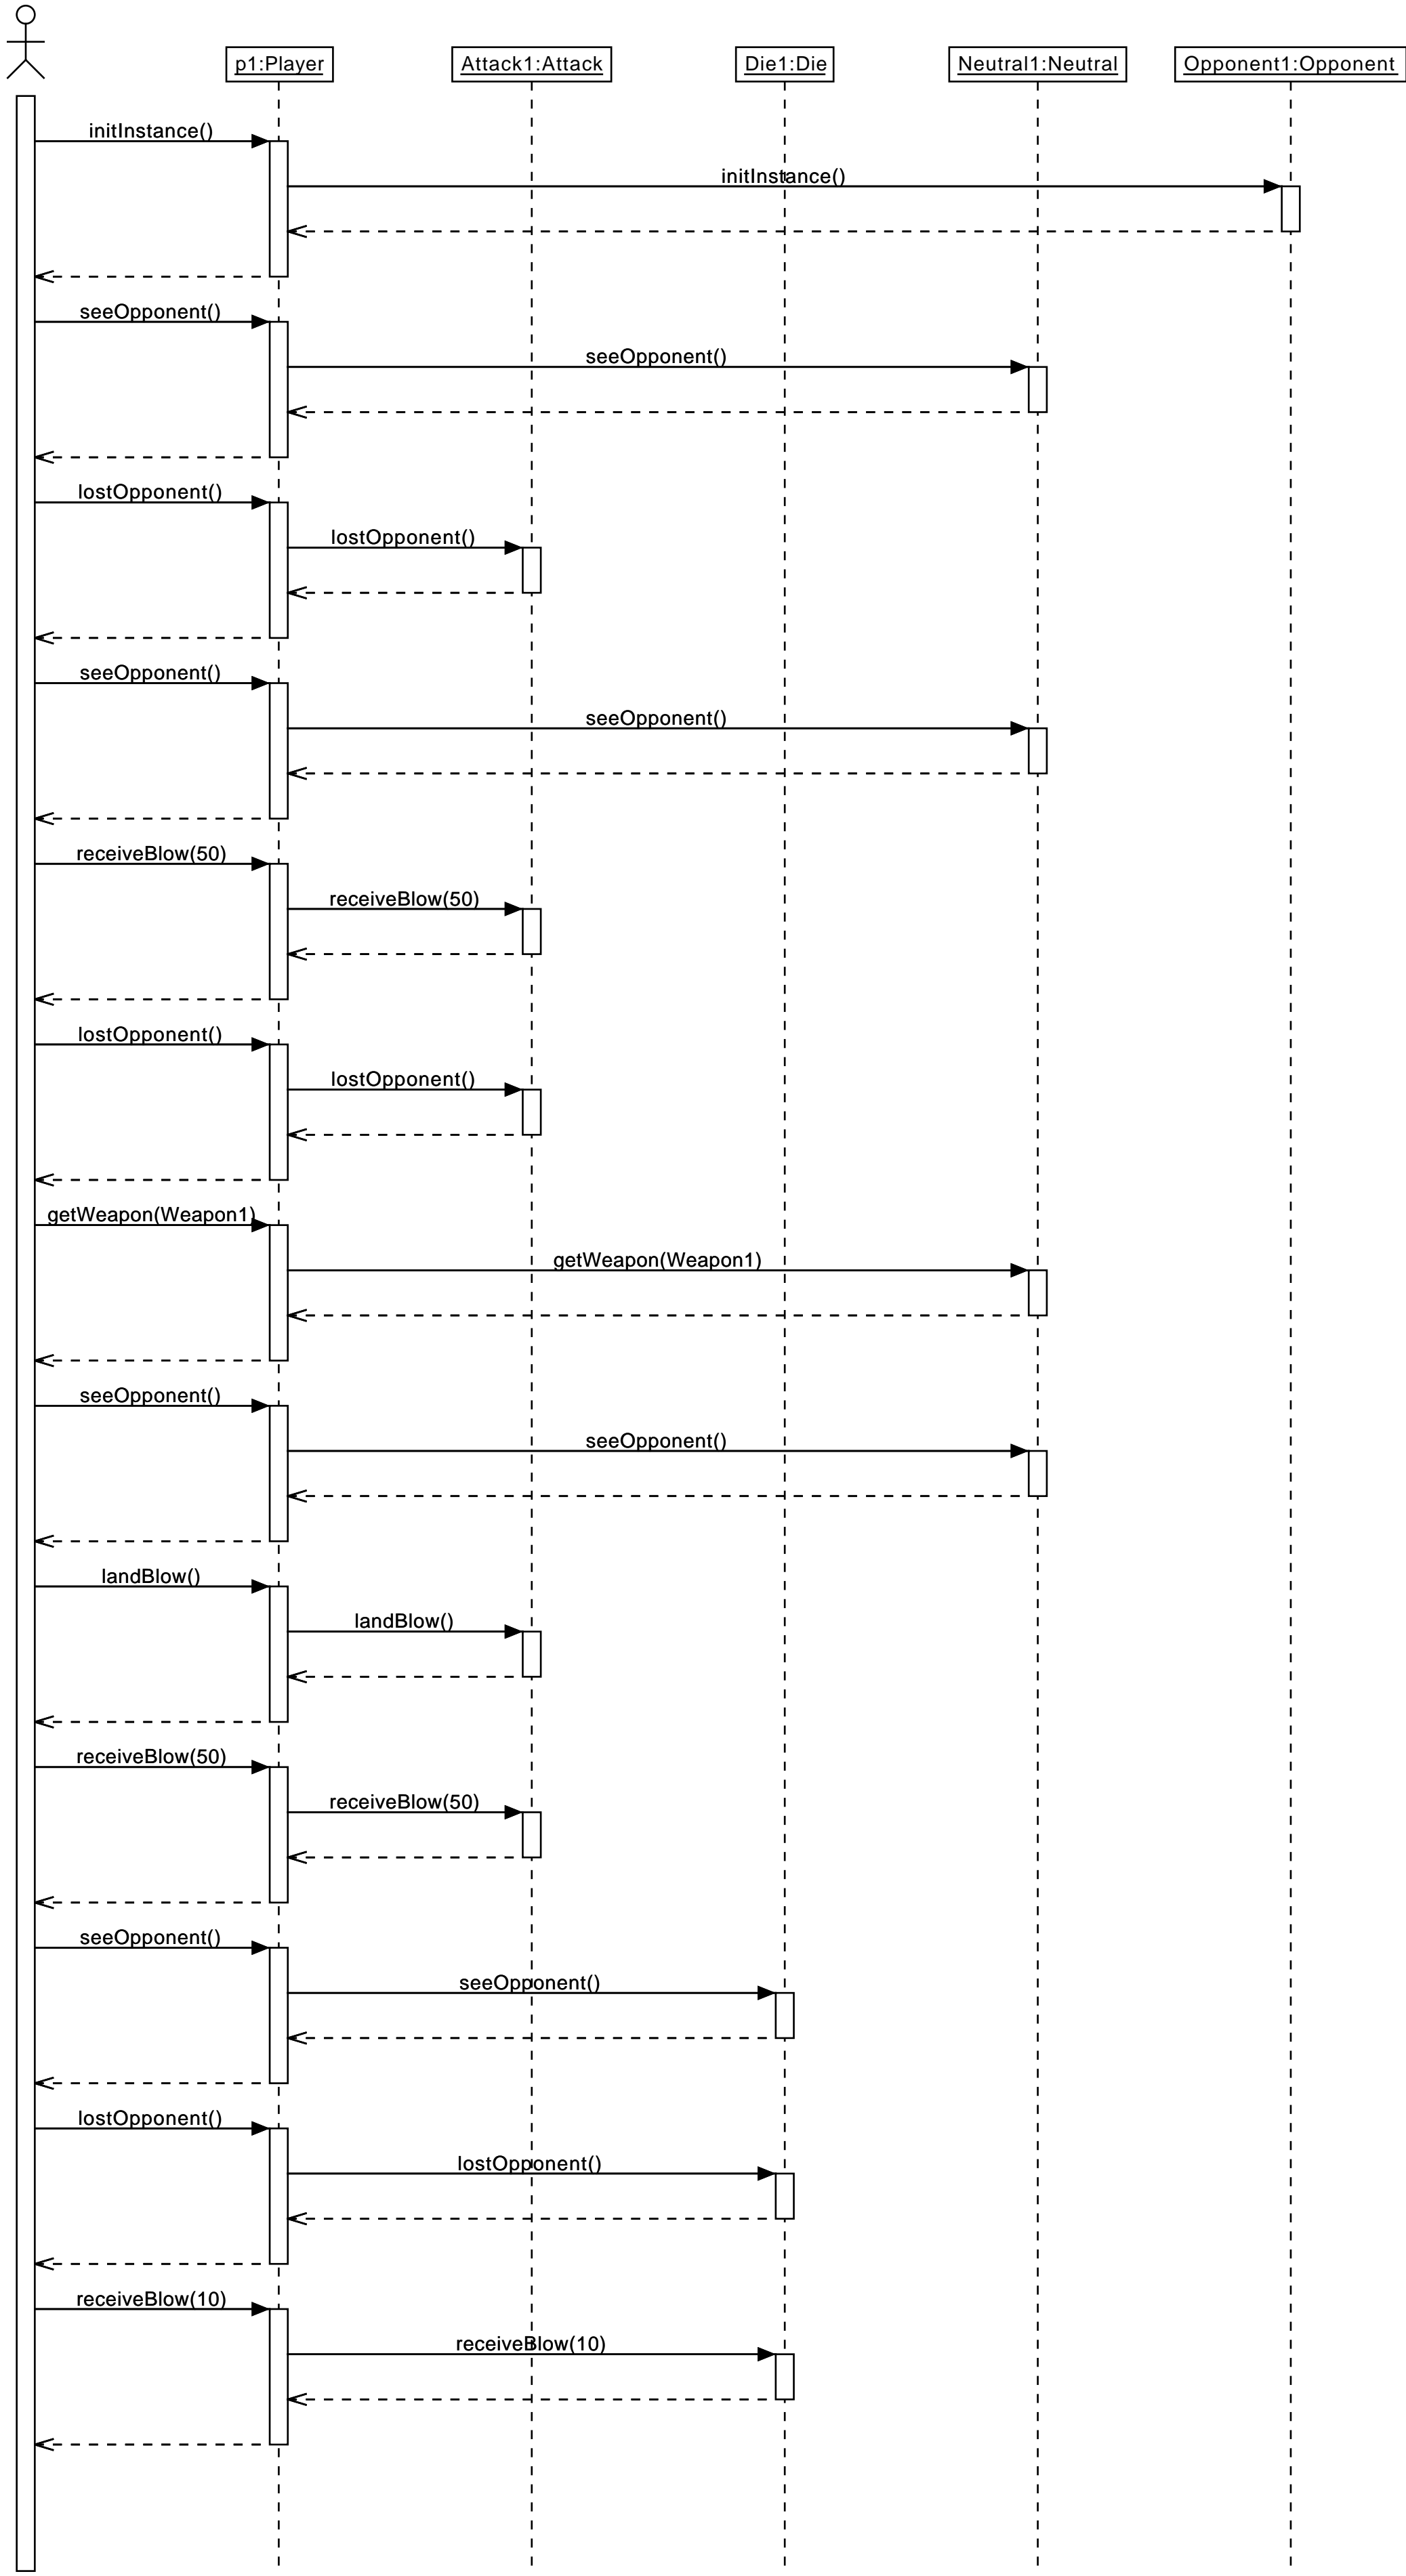 p1:Player
Attack1:Attack
Die1:Die
Neutral1:Neutral
Opponent1:Opponent
initInstance()
initInstance()
seeOpponent()
seeOpponent()
lostOpponent()
lostOpponent()
seeOpponent()
seeOpponent()
receiveBlow(50)
receiveBlow(50)
lostOpponent()
lostOpponent()
getWeapon(Weapon1)
getWeapon(Weapon1)
seeOpponent()
seeOpponent()
landBlow()
landBlow()
receiveBlow(50)
receiveBlow(50)
seeOpponent()
seeOpponent()
lostOpponent()
lostOpponent()
receiveBlow(10)
receiveBlow(10)